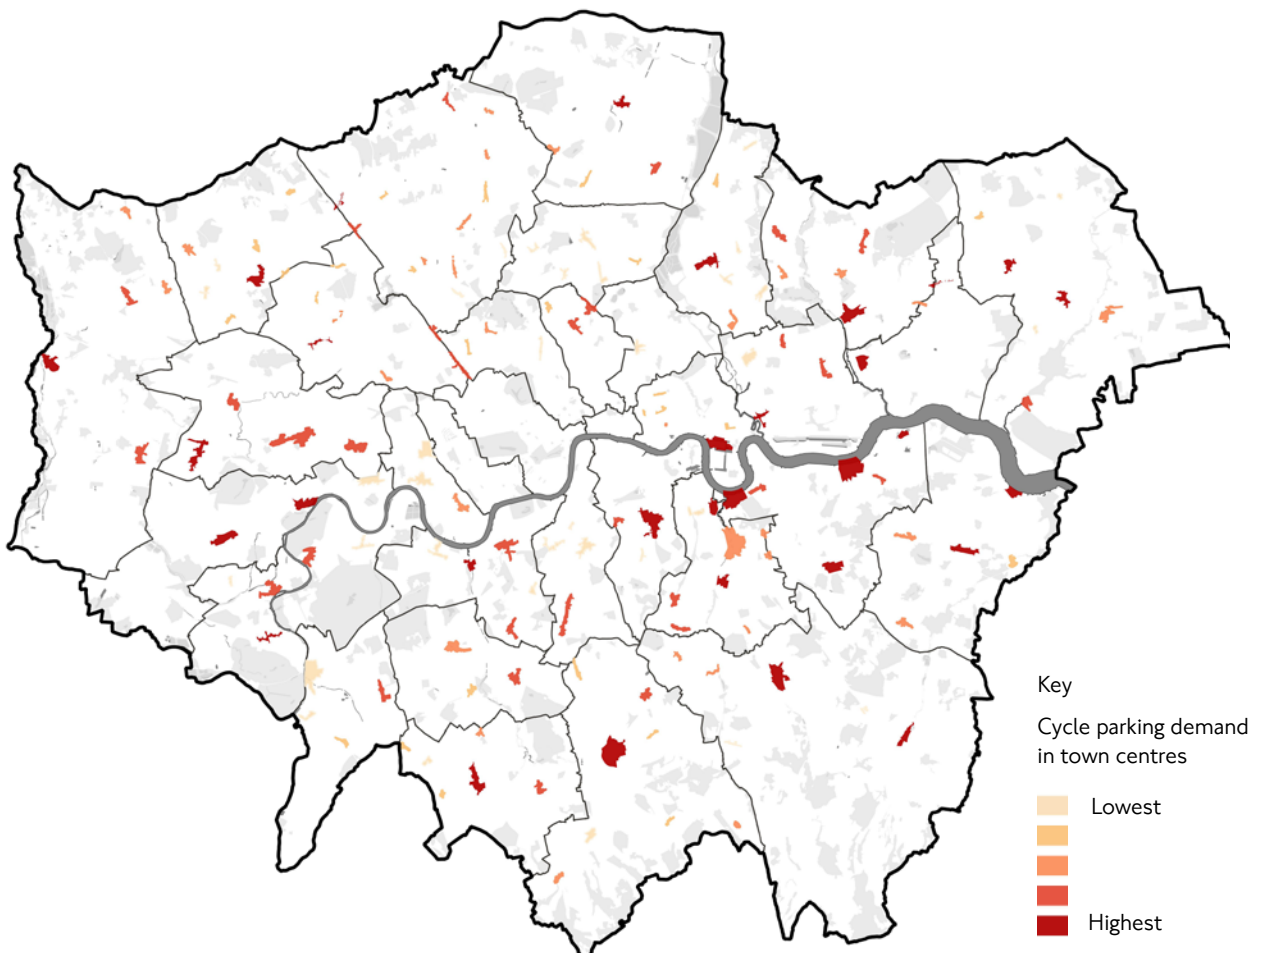 Key
Cycle parking demand
in town centres
Lowest
Highest